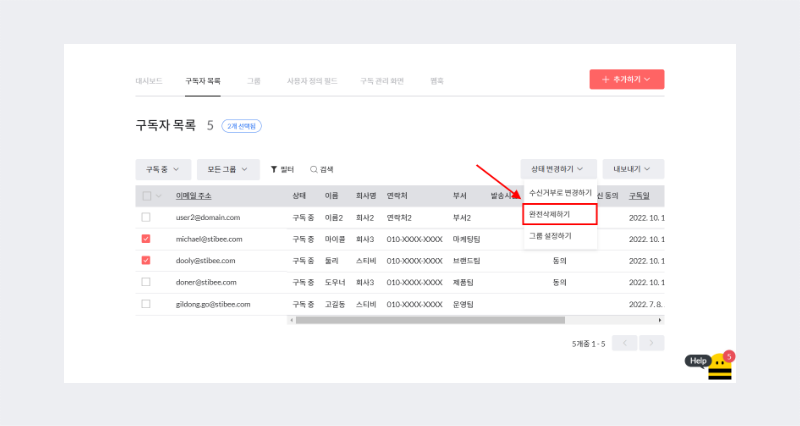 대시보드 구독자 목록 그룹 사용자 정의 필드 구독 관리 화면 웹훅 + 추가하기
구독자 목록 5 2개 선택됨
구독 중 모든 그룹 필터 검색 상태 변경하기 내보내기
수신거부로 변경하기
완전삭제하기
그룹 설정하기
이메일 주소 상태 이름 회사명 연락처 부서 발송시 신 동의 구독일
user2@domain.com 구독 중 이름2 회사2 연락처2 부서2 2022. 10. 1
michael@stibee.com 구독 중 마이클 회사3 010-XXXX-XXXX 마케팅팀 2022. 10. 1
dooly@stibee.com 구독 중 둘리 스티비 010-XXXX-XXXX 브랜드팀 동의 2022. 10. 1
doner@stibee.com 구독 중 도우너 회사3 010-XXXX-XXXX 제품팀 동의 2022. 10. 1
gildong.go@stibee.com 구독 중 고길동 스티비 010-XXXX-XXXX 운영팀 2022. 7. 8.
5개중 1 - 5
Help 5